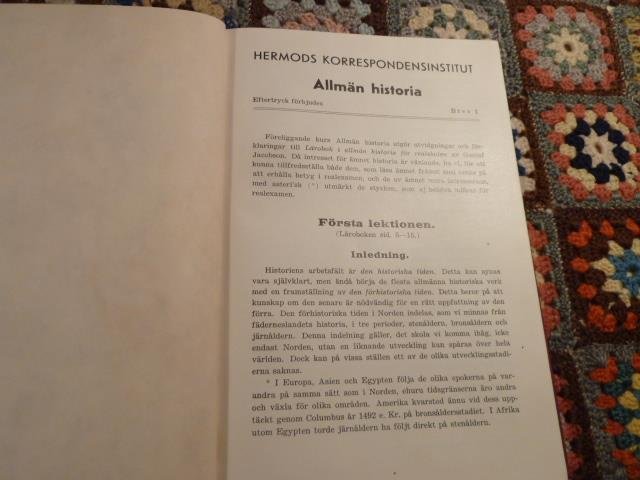 HERMODS KORRESPONDENSINSTITUT
Allmän historia
Eftertryck förbjudes
Brev 1
Föreliggande kurs Allmän historia utgör utvidgningar och för-
klaringar till Lärobok i allmän historia för realskolan av Gustaf
Jacobson. Då intresset för ämnet historia är växlande, ha vi, för att
kunna tillfredsställa både dem, som läsa ämnet främst med tanke på
att erhålla betyg i realexamen, och de av ämnet mera intresserade,
med asterisk (*) utmärkt de stycken, som ej behöva inläras för
realexamen.
Första lektionen.
(Läroboken sid. 5—15.)
Inledning.
Historiens arbetsfält är den historiska tiden. Detta kan synas
vara självklart, men ändå börja de flesta allmänna historiska verk
med en framställning av den förhistoriska tiden. Detta beror på att
kunskap om den senare är nödvändig för en rätt uppfattning av den
förra. Den förhistoriska tiden i Norden indelas, som vi minnas från
fäderneslandets historia, i tre perioder, stenåldern, bronsåldern och
järnåldern. Denna indelning gäller, det skola vi komma ihåg, icke
endast Norden, utan en liknande utveckling kan spåras över hela
världen. Dock kan på vissa ställen ett av de olika utvecklingsstadi-
erna saknas.
* I Europa, Asien och Egypten följa de olika epokerna på var-
andra på samma sätt som i Norden, ehuru tidsgränserna äro andra
och växla för olika områden. Amerika kvarstod ännu vid dess upp-
täckt genom Columbus år 1492 e. Kr. på bronsåldersstadiet. I Afrika
utom Egypten torde järnåldern ha följt direkt på stenåldern.